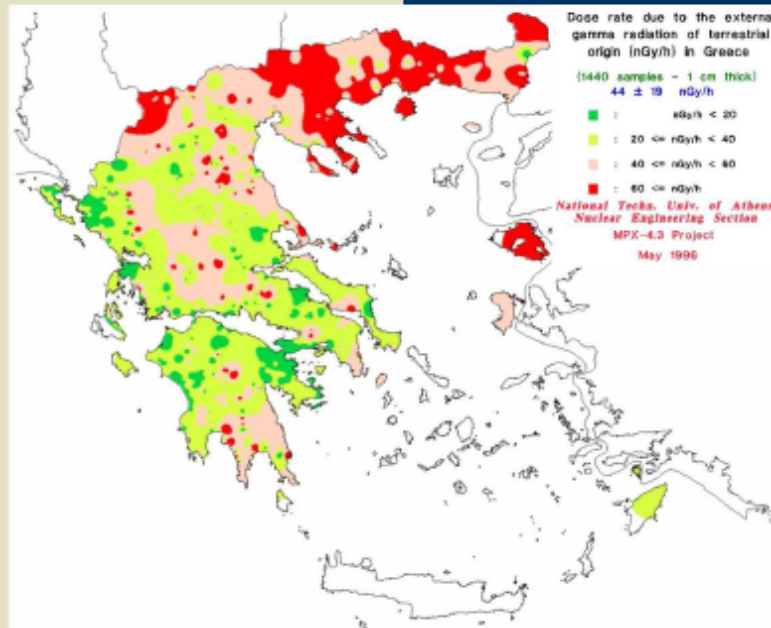 Dose rate due to the external
gamma radiation of terrestrial
origin (nGy/h) in Greece
(1440 samples - 1 cm thick)
44 ± 19 nGy/h
: nGy/h < 20
: 20 <= nGy/h < 40
: 40 <= nGy/h < 60
: 60 <= nGy/h
National Techn. Univ. of Athens
Nuclear Engineering Section
MPX-4.3 Project
May 1996